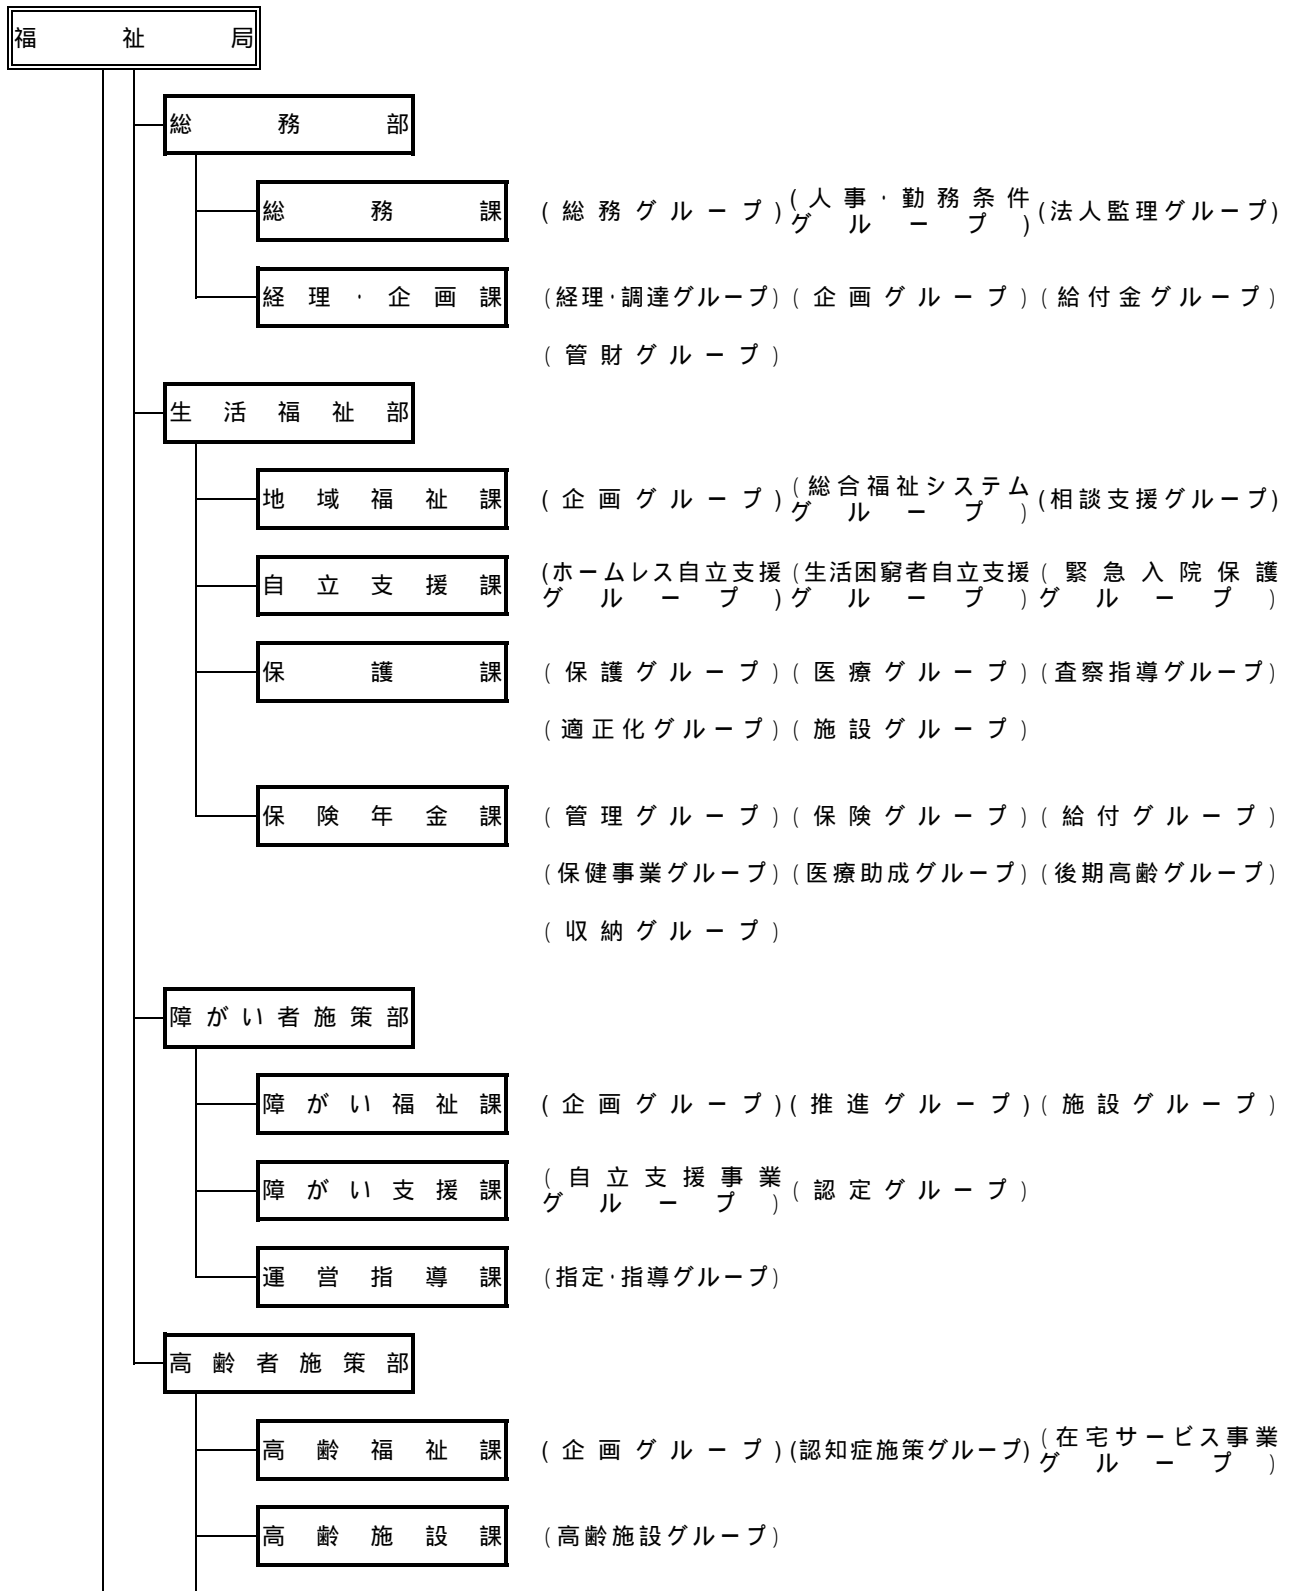 福祉局
総務部
総務課 (総務グループ) (人事・勤務条件グループ) (法人監理グループ)
経理・企画課 (経理・調達グループ) (企画グループ) (給付金グループ)
(管財グループ)
生活福祉部
地域福祉課 (企画グループ) (総合福祉システムグループ) (相談支援グループ)
自立支援課 (ホームレス自立支援グループ) (生活困窮者自立支援グループ) (緊急入院保護グループ)
保護課 (保護グループ) (医療グループ) (査察指導グループ)
(適正化グループ) (施設グループ)
保険年金課 (管理グループ) (保険グループ) (給付グループ)
(保健事業グループ) (医療助成グループ) (後期高齢グループ)
(収納グループ)
障がい者施策部
障がい福祉課 (企画グループ) (推進グループ) (施設グループ)
障がい支援課 (自立支援事業グループ) (認定グループ)
運営指導課 (指定・指導グループ)
高齢者施策部
高齢福祉課 (企画グループ) (認知症施策グループ) (在宅サービス事業グループ)
高齢施設課 (高齢施設グループ)